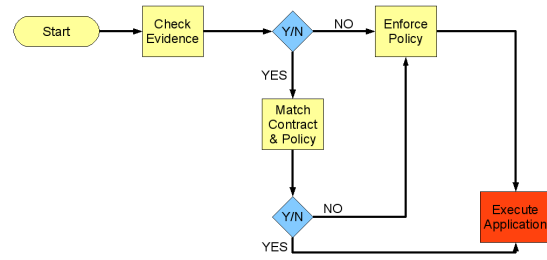 Start
Check
Evidence
Y/N
NO
Enforce
Policy
YES
Match
Contract
& Policy
Y/N
NO
YES
Execute
Application